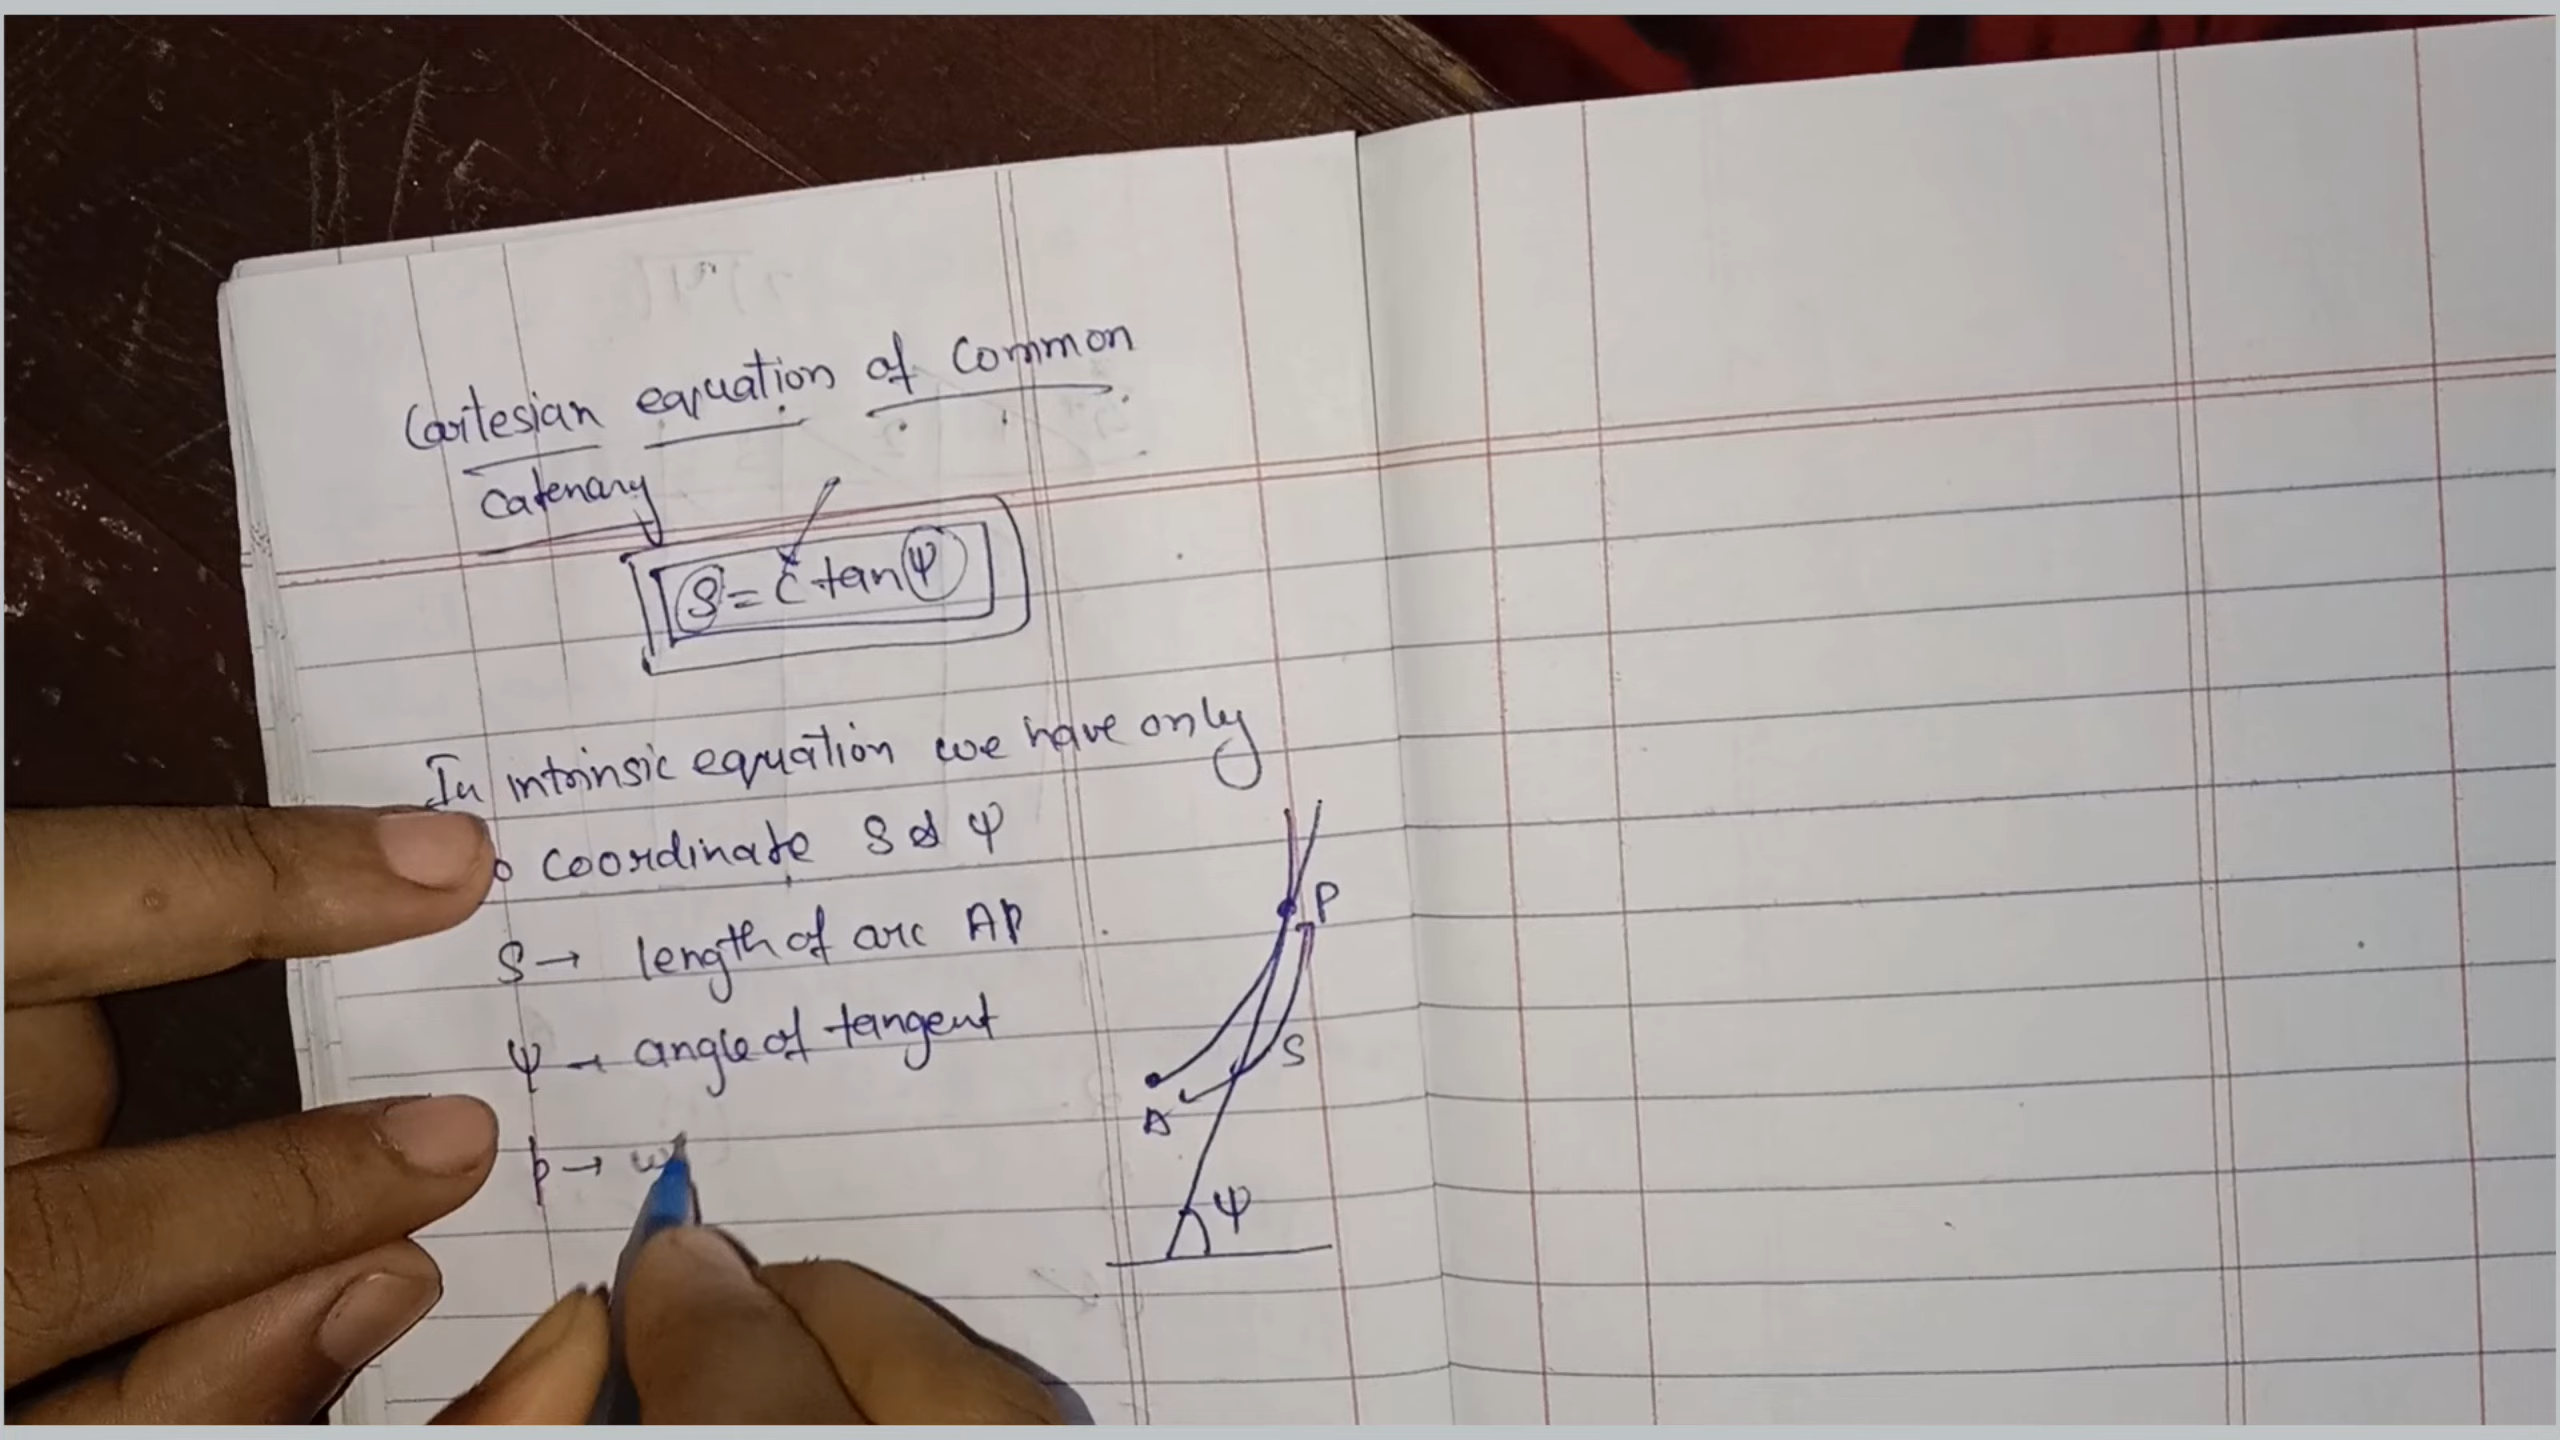 Cartesian equation of Common
Catenary
S = c tan ψ
In intrinsic equation we have only
coordinate S & ψ
S → length of arc AP
ψ → angle of tangent
p → w
P
S
A
ψ